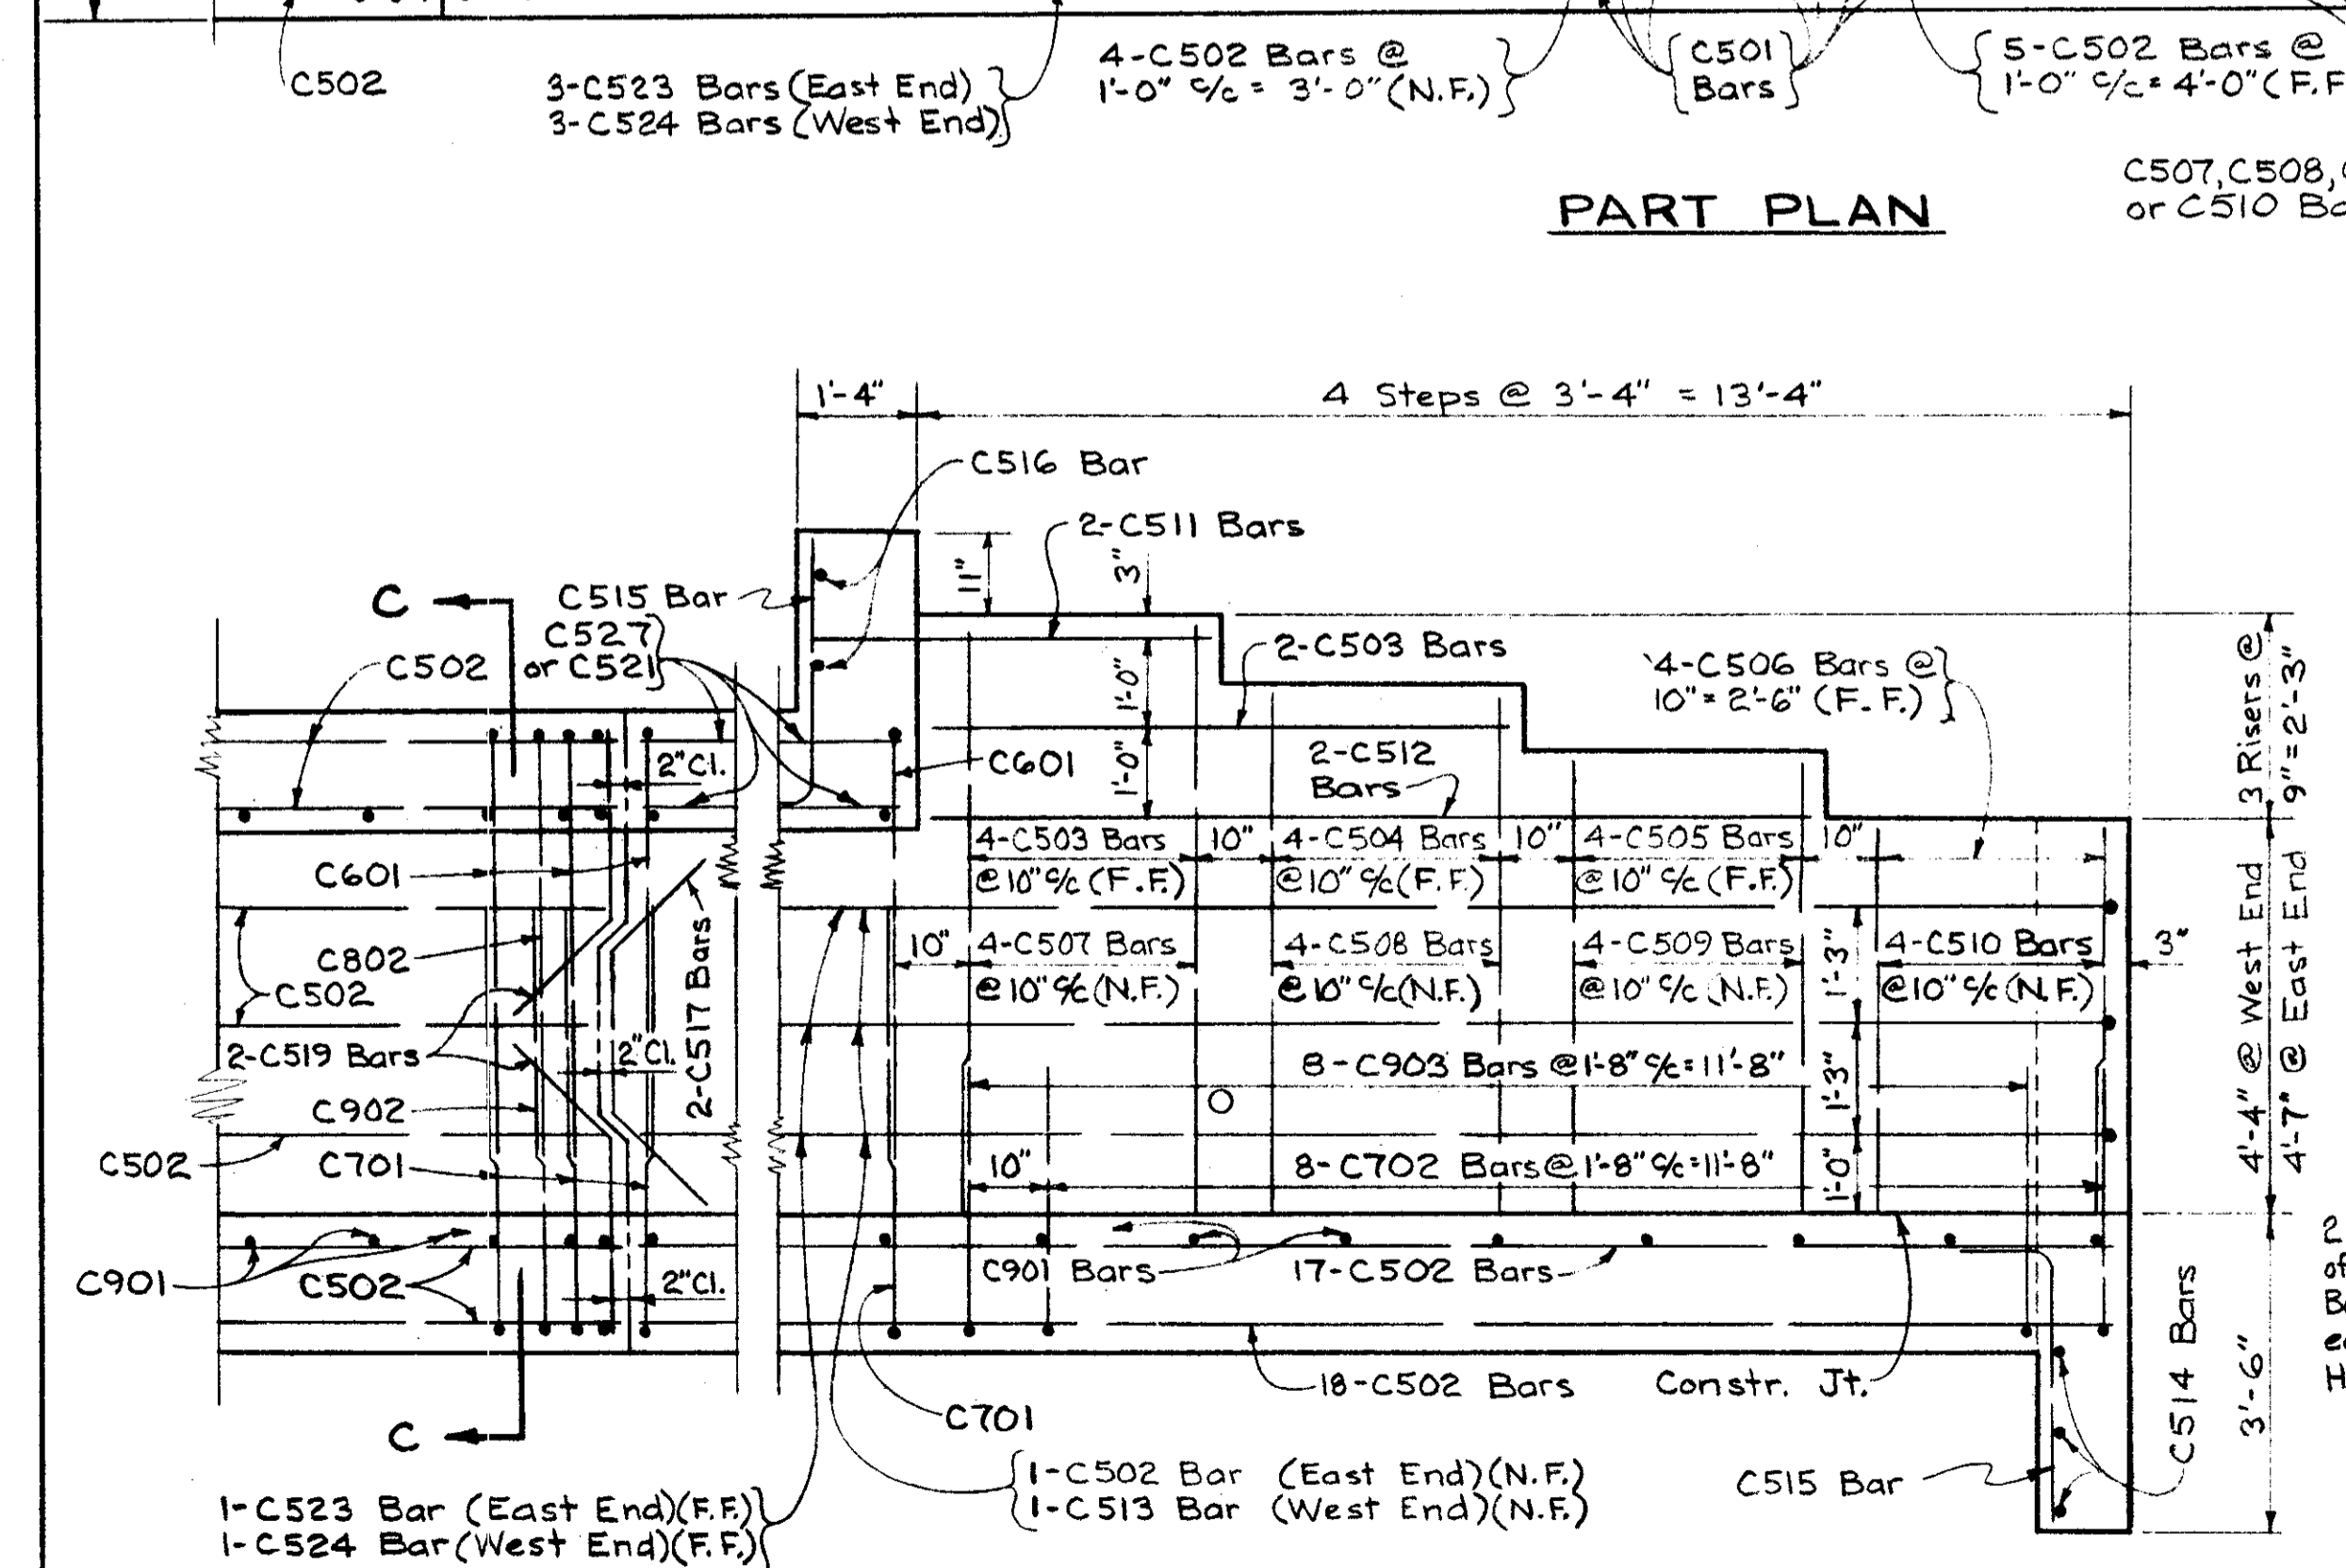 C502
3-C523 Bars (East End)
3-C524 Bars (West End)
4-C502 Bars @
1'-0" c/c = 3'-0" (N.F.)
C501
Bars
5-C502 Bars @
1'-0" c/c = 4'-0" (F.F
C507, C508,
or C510
PART PLAN
1'-4"
4 Steps @ 3'-4" = 13'-4"
C516 Bar
2-C511 Bars
11"
3"
C
C515 Bar
C527
or C521
C502
2-C503 Bars
4-C506 Bars @
10" = 2'-6" (F.F.)
1'-0"
3 Risers @
9" = 2'-3"
2" Cl.
C601
1'-0"
2-C512
Bars
4-C503 Bars
@ 10" c/c (F.F.)
10"
4-C504 Bars
@ 10" c/c (F.F.)
10"
4-C505 Bars
@ 10" c/c (F.F.)
10"
C601
C802
C502
2-C517 Bars
10"
4-C507 Bars
@ 10" c/c (N.F.)
4-C508 Bars
@ 10" c/c (N.F.)
4-C509 Bars
@ 10" c/c (N.F.)
1'-3"
4-C510 Bars
@ 10" c/c (N.F.)
3"
4'-4" @ West End
4'-7" @ East End
2-C519 Bars
2" Cl.
8-C903 Bars @ 1'-8" c/c = 11'-8"
1'-3"
C902
C502
C701
10"
8-C702 Bars @ 1'-8" c/c = 11'-8"
1'-0"
C901
C502
2" Cl.
C901 Bars
17-C502 Bars
2
of
18-C502 Bars
Constr. Jt.
C514 Bars
3'-6"
C701
C
1-C523 Bar (East End)(F.F.)
1-C524 Bar (West End)(F.F.)
1-C502 Bar (East End)(N.F.)
1-C513 Bar (West End)(N.F.)
C515 Bar